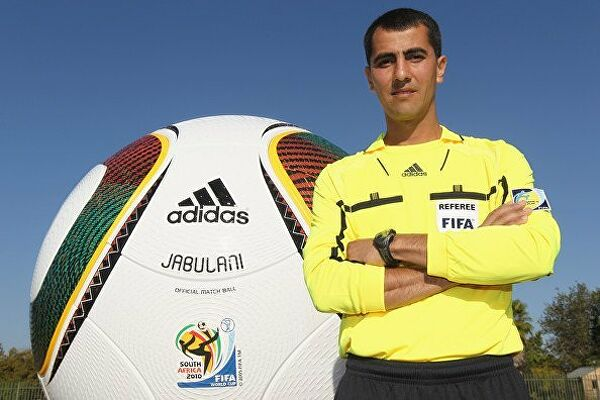 adidas
JABULANI
OFFICIAL MATCH BALL
SOUTH AFRICA
2010
FIFA
WORLD CUP
adidas
REFEREE
FIFA